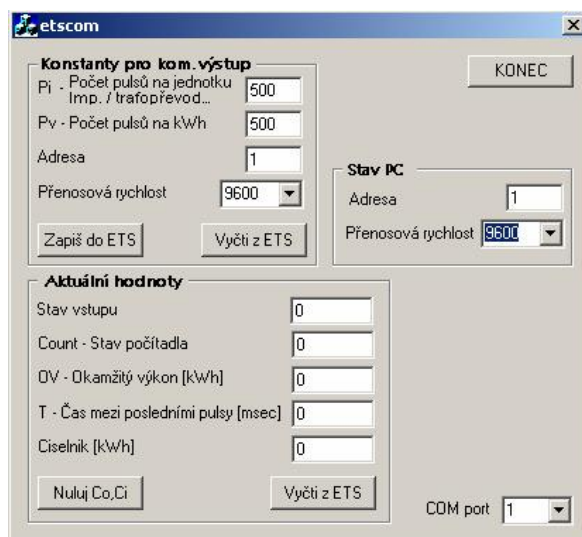 etscom
Konstanty pro kom.výstup
Pi - Počet pulsů na jednotku
Imp. / trafopřevod...
500
Pv - Počet pulsů na kWh
500
Adresa
1
Přenosová rychlost
9600
Zapiš do ETS
Vyčti z ETS
KONEC
Stav PC
Adresa
1
Přenosová rychlost
9600
Aktuální hodnoty
Stav vstupu
0
Count - Stav počítadla
0
OV - Okamžitý výkon [kWh]
0
T - Čas mezi posledními pulsy [msec]
0
Ciselnik [kWh]
0
Nuluj Co,Ci
Vyčti z ETS
COM port
1